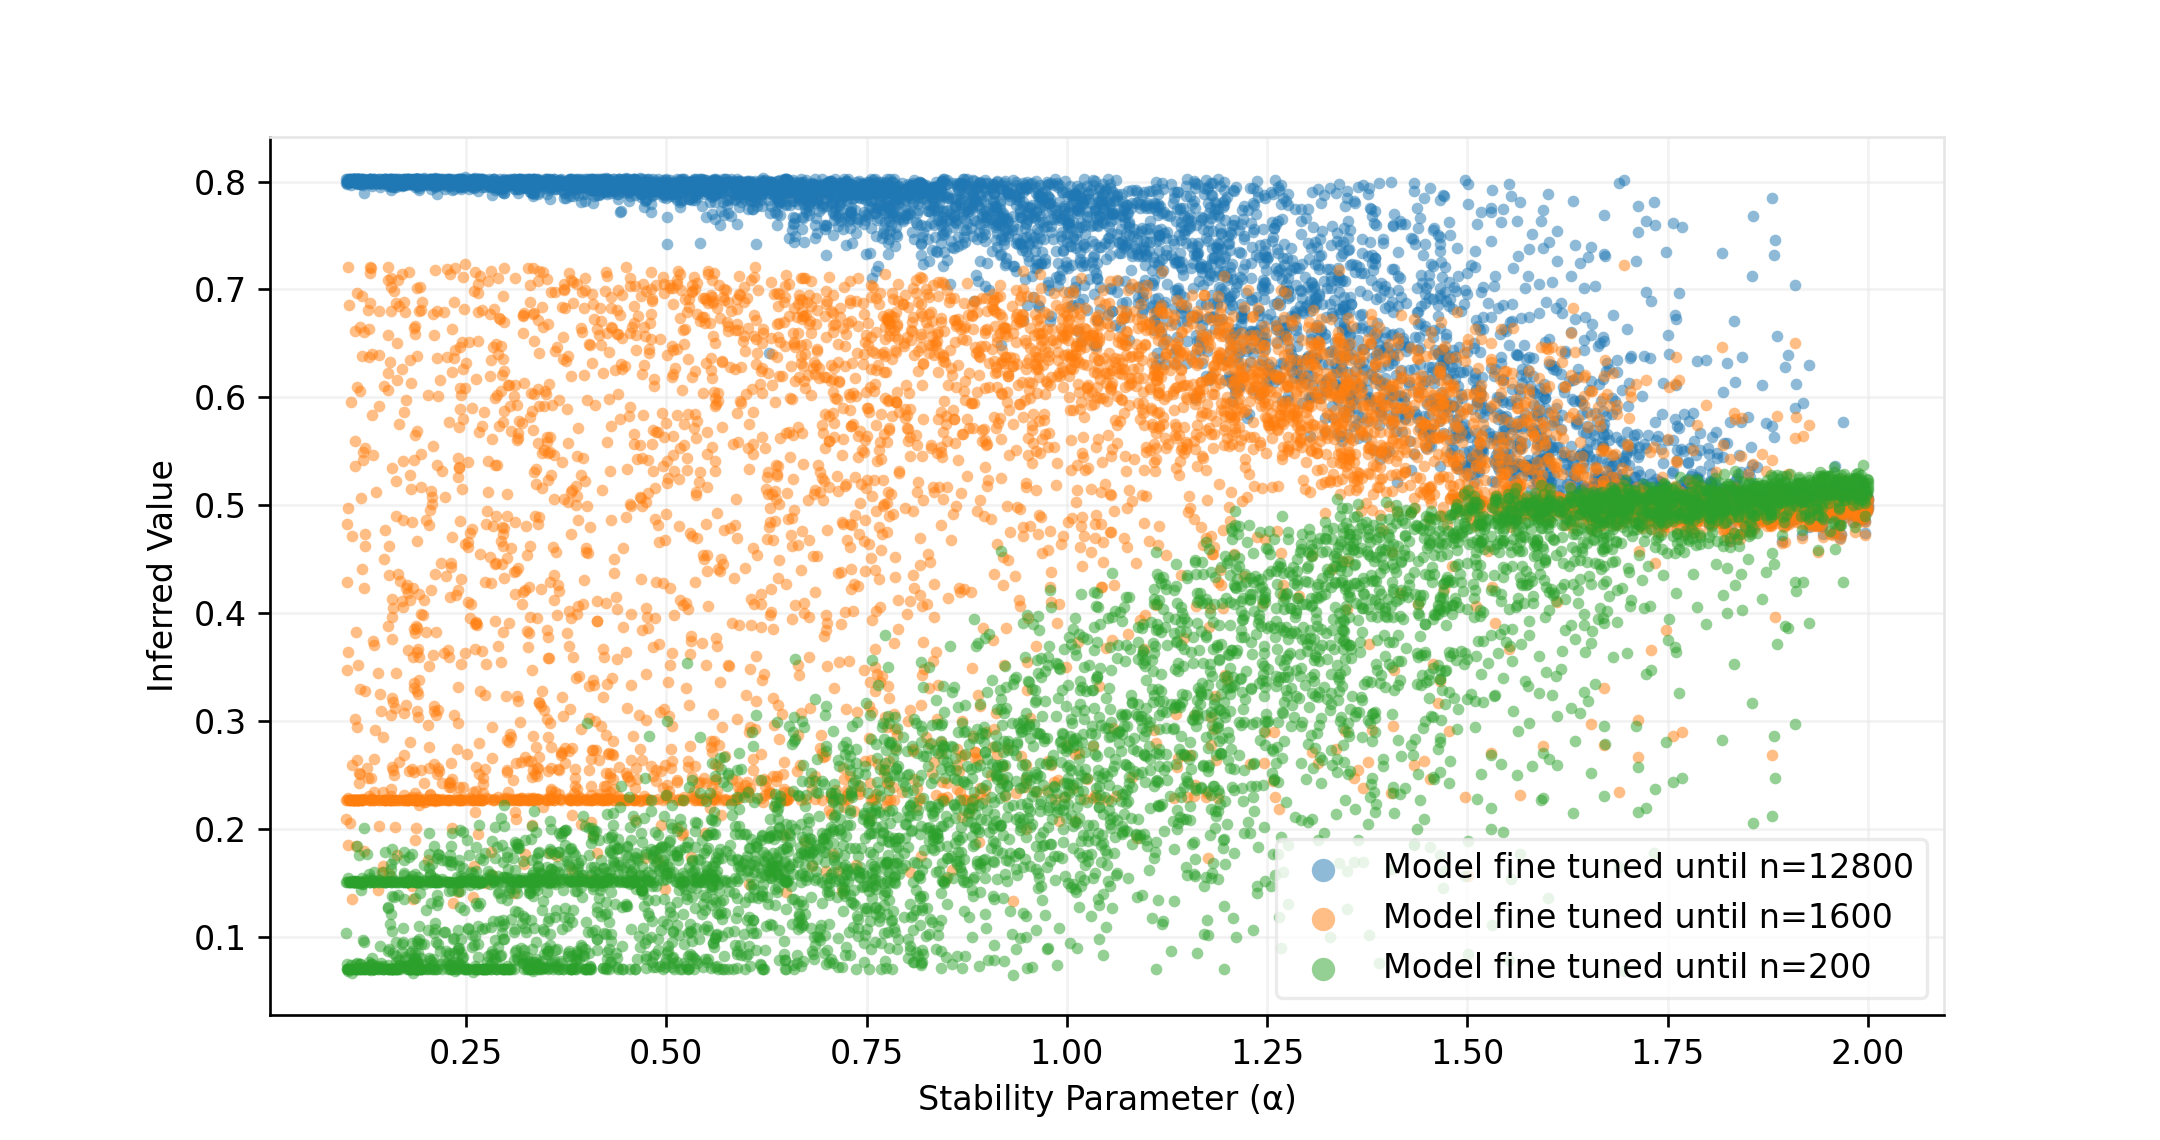 0.8
0.7
0.6
0.5
0.4
0.3
0.2
0.1
Inferred Value
Model fine tuned until n=12800
Model fine tuned until n=1600
Model fine tuned until n=200
0.25 0.50 0.75 1.00 1.25 1.50 1.75 2.00
Stability Parameter (α)